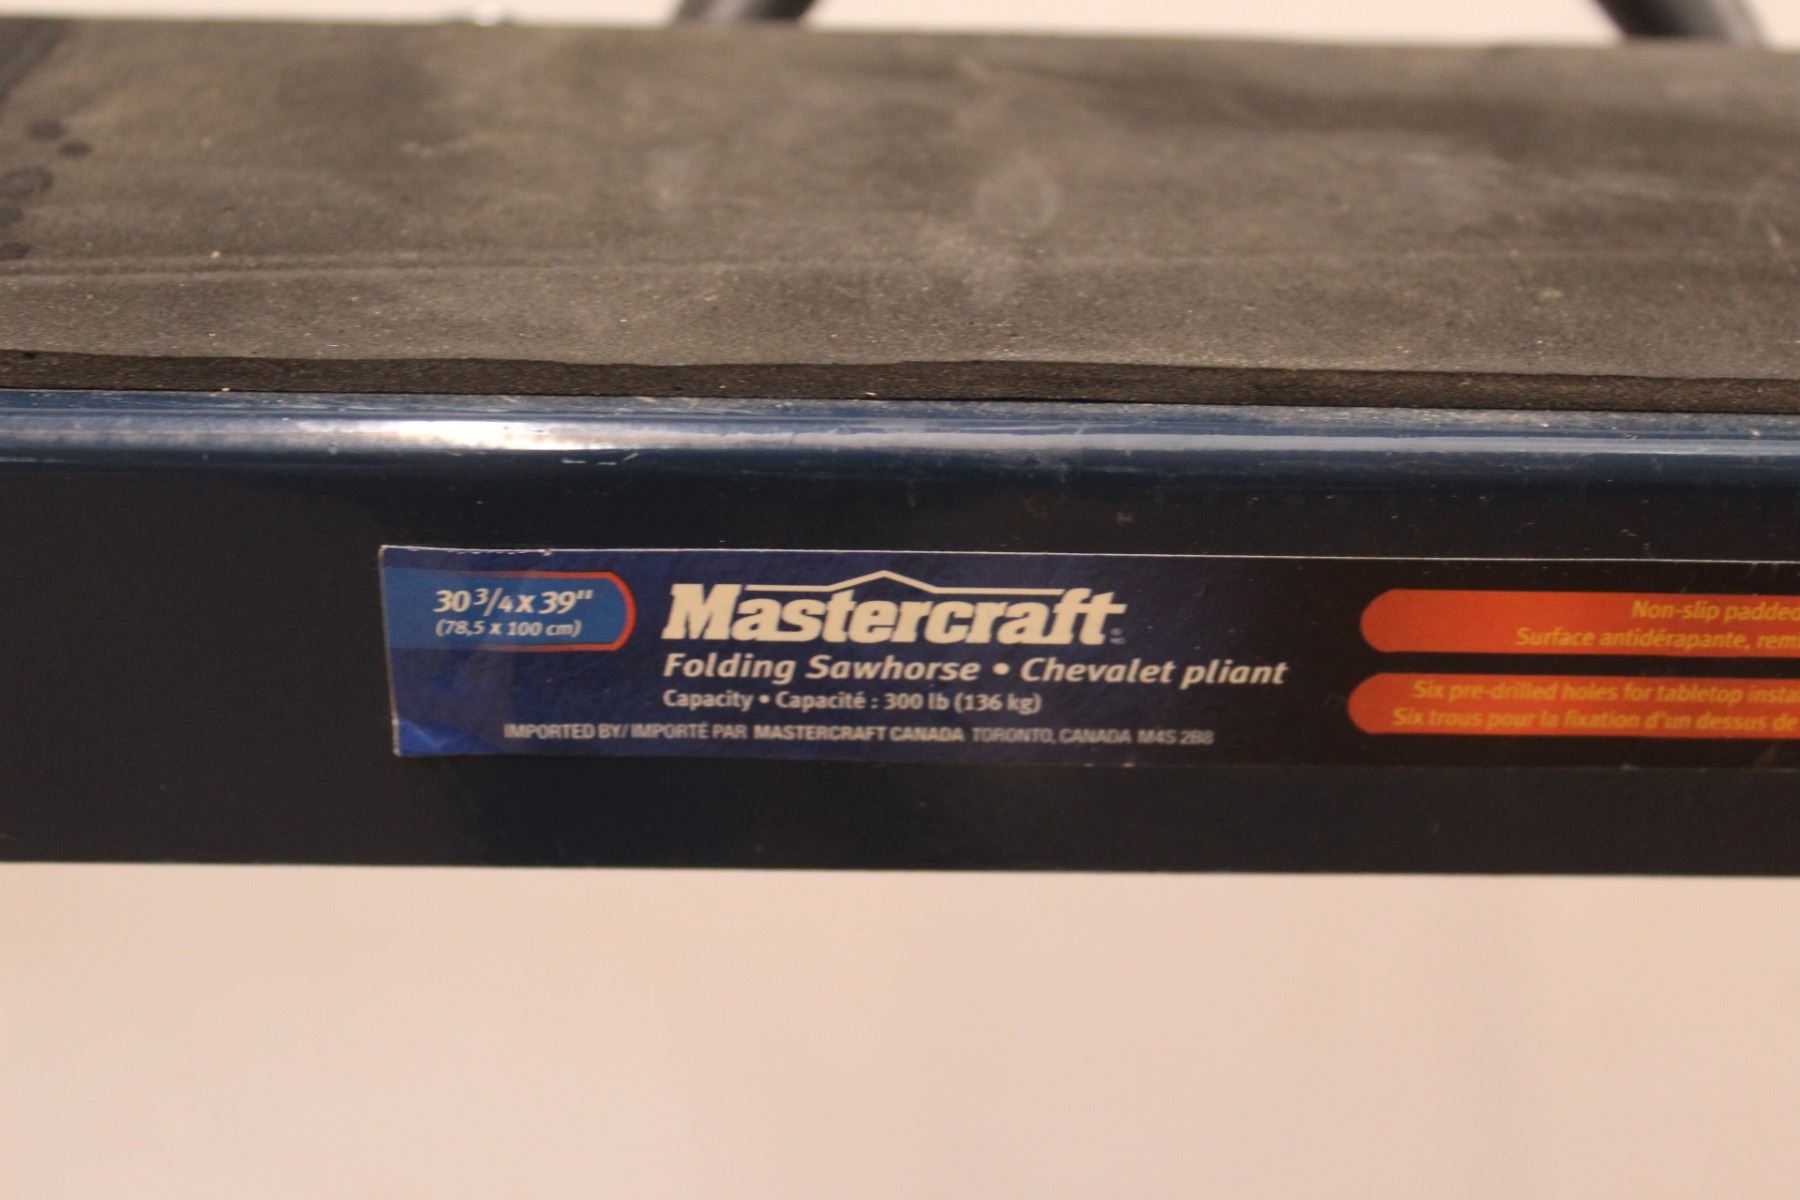 30 3/4 x 39"
(78,5 x 100 cm)
Mastercraft
Folding Sawhorse • Chevalet pliant
Capacity • Capacité : 300 lb (136 kg)
IMPORTED BY/IMPORTÉ PAR MASTERCRAFT CANADA TORONTO, CANADA M4S 2B8
Non-slip padded
Surface antidérapante, rem
Six pre-drilled holes for tabletop insta
Six trous pour la fixation d'un dessus de